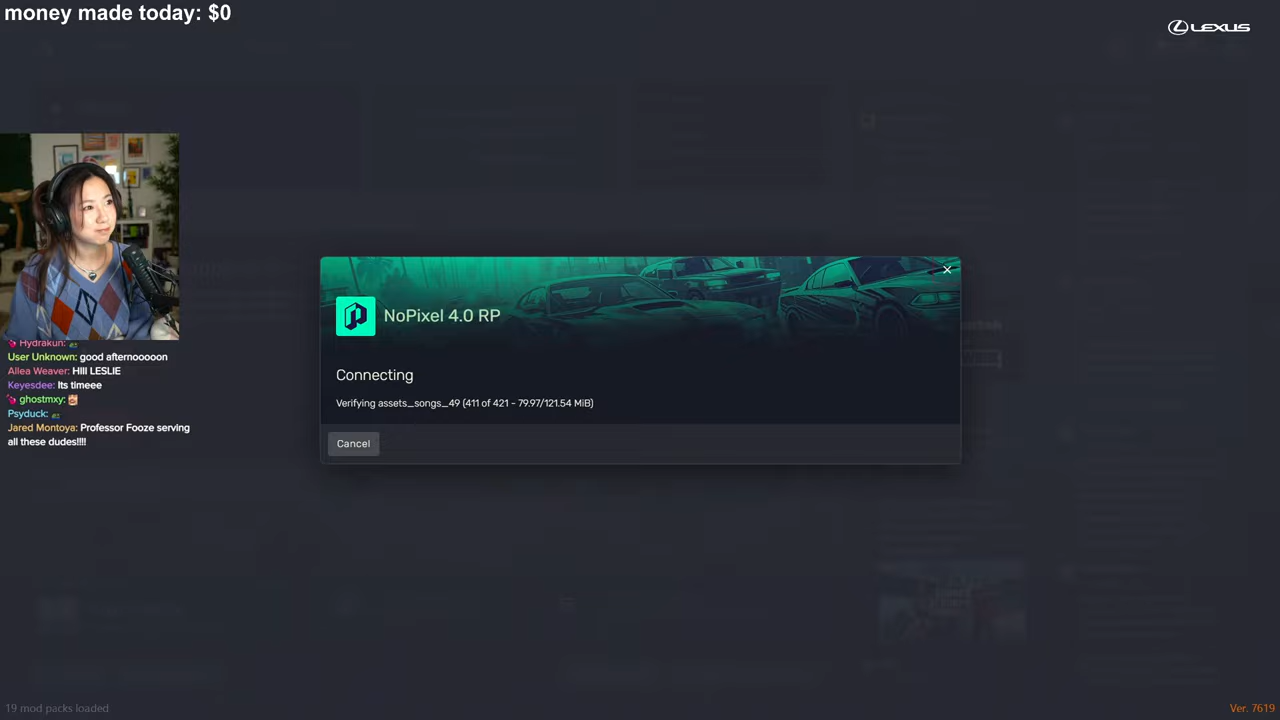 money made today: $0
LEXUS
Hydrakun:
User Unknown: good afternooooon
Allea Weaver: HIII LESLIE
Keyesdee: Its timeee
ghostmxy:
Psyduck:
Jared Montoya: Professor Fooze serving
all these dudes!!!!
NoPixel 4.0 RP
Connecting
Verifying assets_songs_49 (411 of 421 - 79.97/121.54 MiB)
Cancel
19 mod packs loaded
Ver. 7619